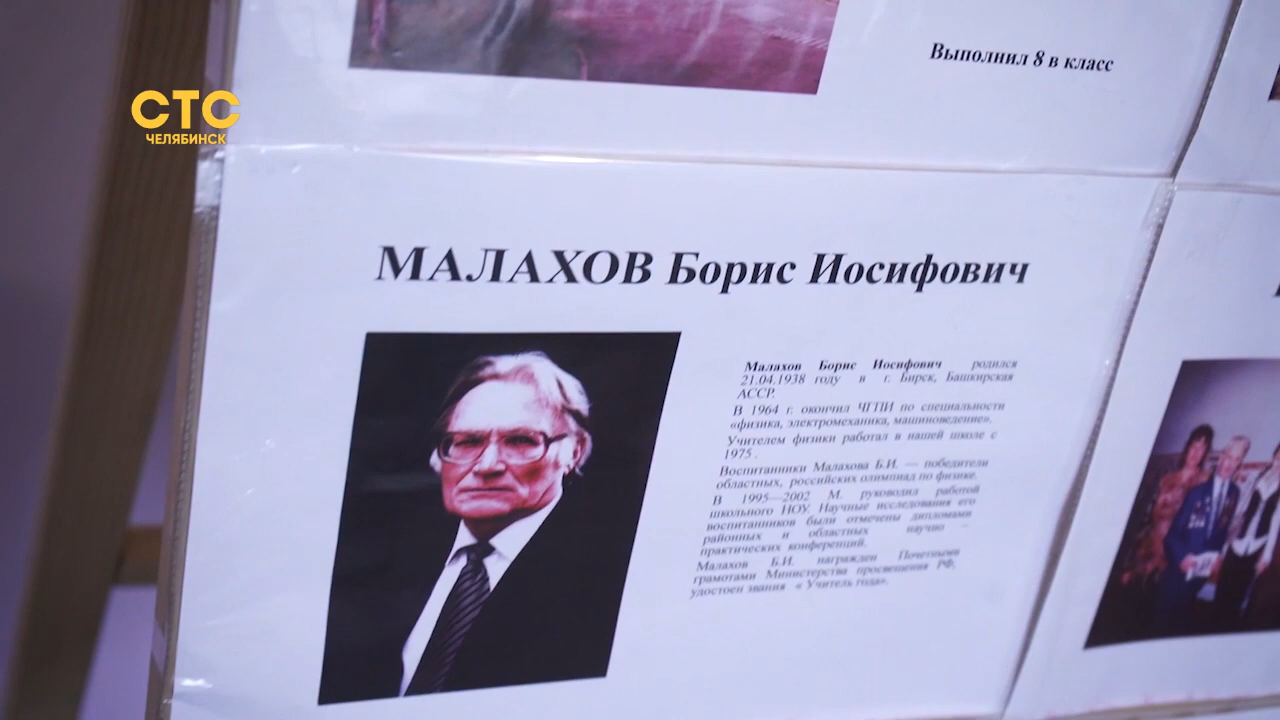 Выполнил 8 в класс
СТС
ЧЕЛЯБИНСК
МАЛАХОВ Борис Иосифович
Малахов Борис Иосифович родился
21.04.1938 году в г. Бирск, Башкирская
АССР.
В 1964 г. окончил ЧГПИ по специальности
«физика, электромеханика, машиноведение».
Учителем физики работал в нашей школе с
1975 .
Воспитанники Малахова Б.И. — победители
областных, российских олимпиад по физике.
В 1995—2002 М. руководил работой
школьного НОУ. Научные исследования его
воспитанников были отмечены дипломами
районных и областных научно –
практических конференций.
Малахов Б.И. награжден Почетными
грамотами Министерства просвещения РФ,
удостоен звания « Учитель года».